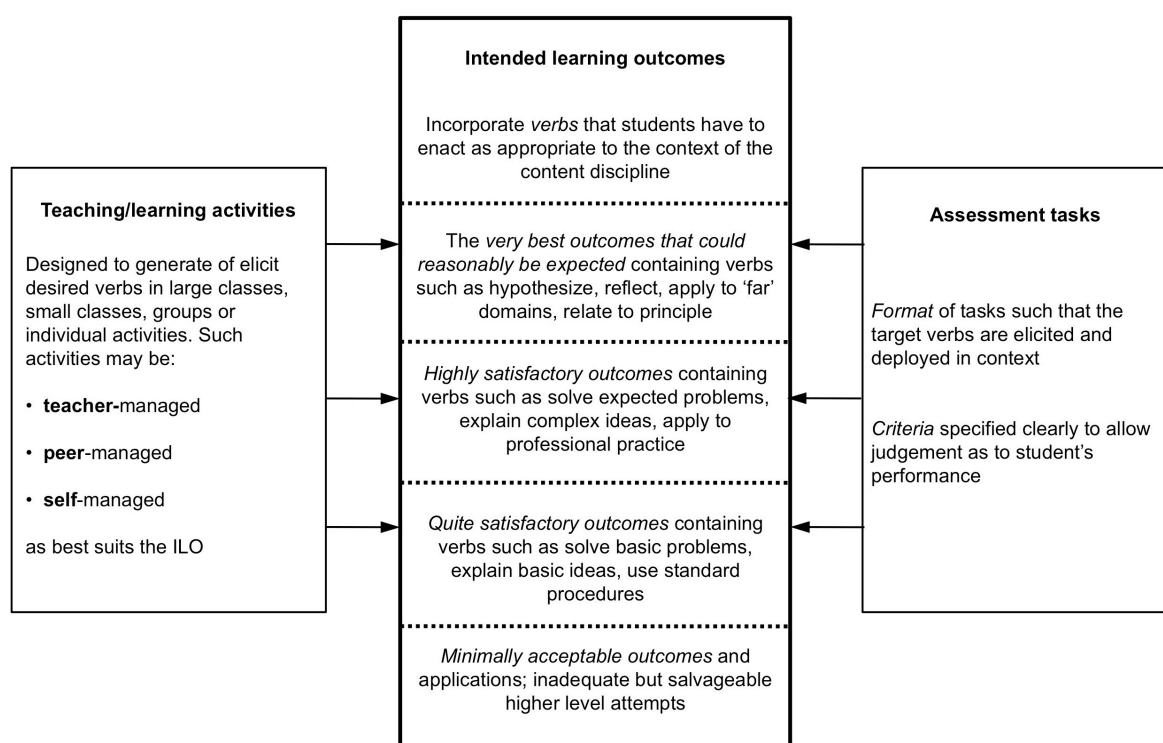 Teaching/learning activities
Designed to generate of elicit
desired verbs in large classes,
small classes, groups or
individual activities. Such
activities may be:
• teacher-managed
• peer-managed
• self-managed
as best suits the ILO
Intended learning outcomes
Incorporate verbs that students have to
enact as appropriate to the context of the
content discipline
The very best outcomes that could
reasonably be expected containing verbs
such as hypothesize, reflect, apply to ‘far’
domains, relate to principle
Highly satisfactory outcomes containing
verbs such as solve expected problems,
explain complex ideas, apply to
professional practice
Quite satisfactory outcomes containing
verbs such as solve basic problems,
explain basic ideas, use standard
procedures
Minimally acceptable outcomes and
applications; inadequate but salvageable
higher level attempts
Assessment tasks
Format of tasks such that the
target verbs are elicited and
deployed in context
Criteria specified clearly to allow
judgement as to student’s
performance